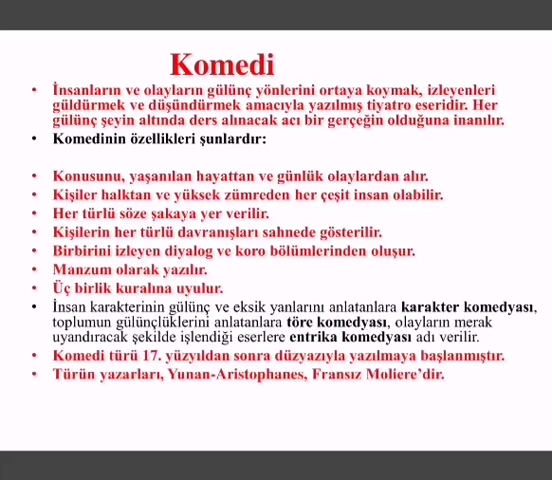 Komedi
• İnsanların ve olayların gülünç yönlerini ortaya koymak, izleyenleri
güldürmek ve düşündürmek amacıyla yazılmış tiyatro eseridir. Her
gülünç şeyin altında ders alınacak acı bir gerçeğin olduğuna inanılır.
• Komedinin özellikleri şunlardır:
• Konusunu, yaşanılan hayattan ve günlük olaylardan alır.
• Kişiler halktan ve yüksek zümreden her çeşit insan olabilir.
• Her türlü söze şakaya yer verilir.
• Kişilerin her türlü davranışları sahnede gösterilir.
• Birbirini izleyen diyalog ve koro bölümlerinden oluşur.
• Manzum olarak yazılır.
• Üç birlik kuralına uyulur.
• İnsan karakterinin gülünç ve eksik yanlarını anlatanlara karakter komedyası,
toplumun gülünçlüklerini anlatanlara töre komedyası, olayların merak
uyandıracak şekilde işlendiği eserlere entrika komedyası adı verilir.
• Komedi türü 17. yüzyıldan sonra düzyazıyla yazılmaya başlanmıştır.
• Türün yazarları, Yunan-Aristophanes, Fransız Moliere’dir.